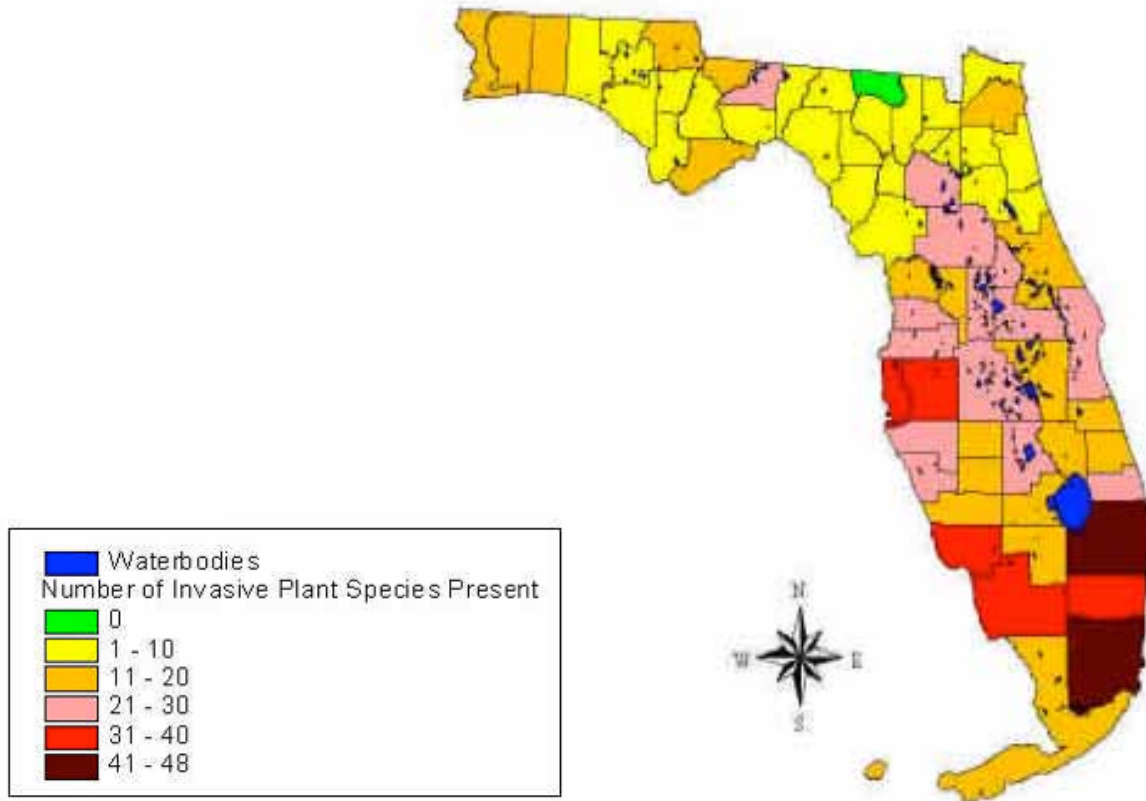 Waterbodies
Number of Invasive Plant Species Present
0
1 - 10
11 - 20
21 - 30
31 - 40
41 - 48
N
W E
S